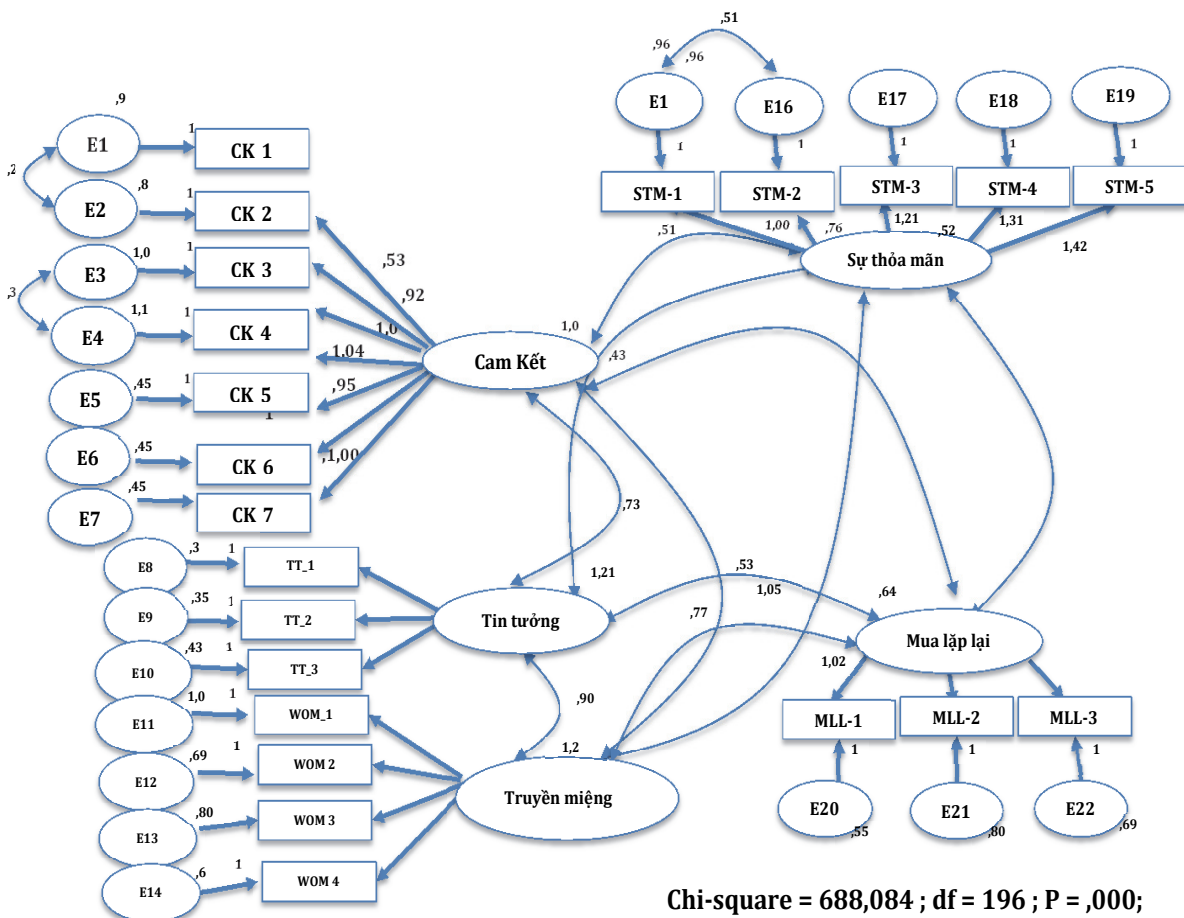 ,51
,96
,96
E1 E16 E17 E18 E19
1 1 1 1 1
STM-1 STM-2 STM-3 STM-4 STM-5
1,00 ,76 1,21 ,52 1,31 1,42
Sự thỏa mãn
,9
E1 1 CK 1
,2
E2 ,8 1 CK 2
E3 1,0 1 CK 3
,3
E4 1,1 1 CK 4
E5 ,45 1 CK 5
1
E6 ,45 CK 6
E7 ,45 CK 7
,53
,92
1,0
1,04
,95
,1,00
Cam Kết
1,0
,51
,43
,73
E8 ,3 1 TT_1
E9 ,35 1 TT_2
E10 ,43 1 TT_3
Tin tưởng
1,21
,53
1,05
,64
,77
,90
E11 1,0 1 WOM_1
E12 ,69 1 WOM 2
E13 ,80 WOM 3
E14 ,6 1 WOM 4
1,2
Truyền miệng
Mua lặp lại
1,02
MLL-1 MLL-2 MLL-3
1 1 1
E20 E21 E22
,55 ,80 ,69
Chi-square = 688,084 ; df = 196 ; P = ,000;